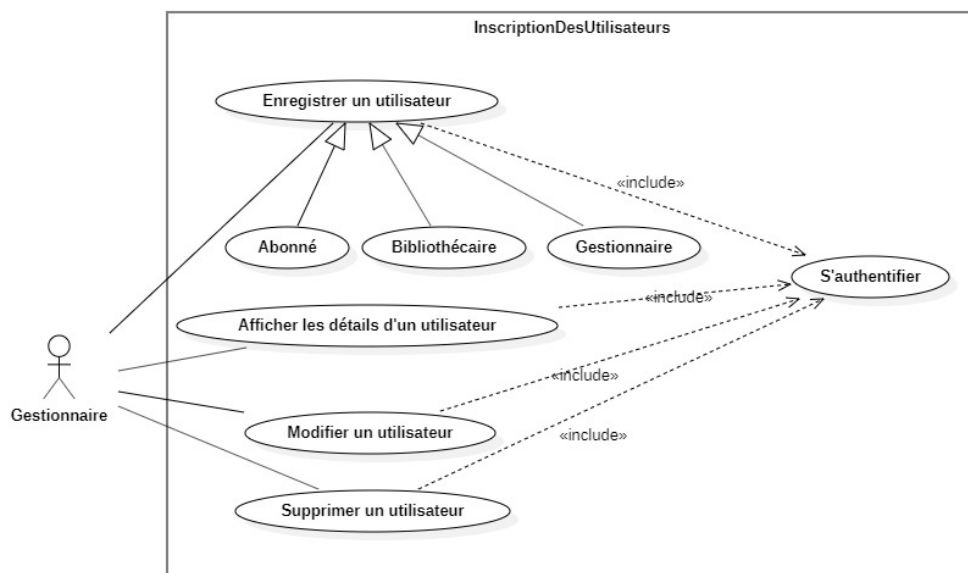 InscriptionDesUtilisateurs
Enregistrer un utilisateur
«include»
Abonné
Bibliothécaire
Gestionnaire
S'authentifier
«include»
Afficher les détails d'un utilisateur
Gestionnaire
«include»
Modifier un utilisateur
«include»
Supprimer un utilisateur